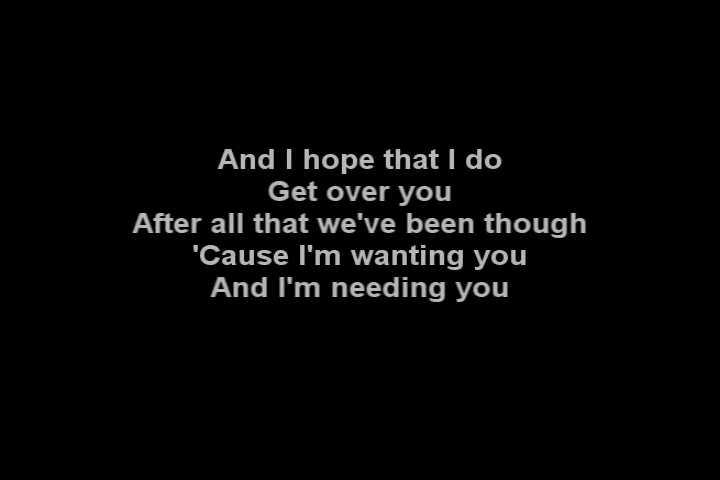 And I hope that I do
Get over you
After all that we've been though
'Cause I'm wanting you
And I'm needing you